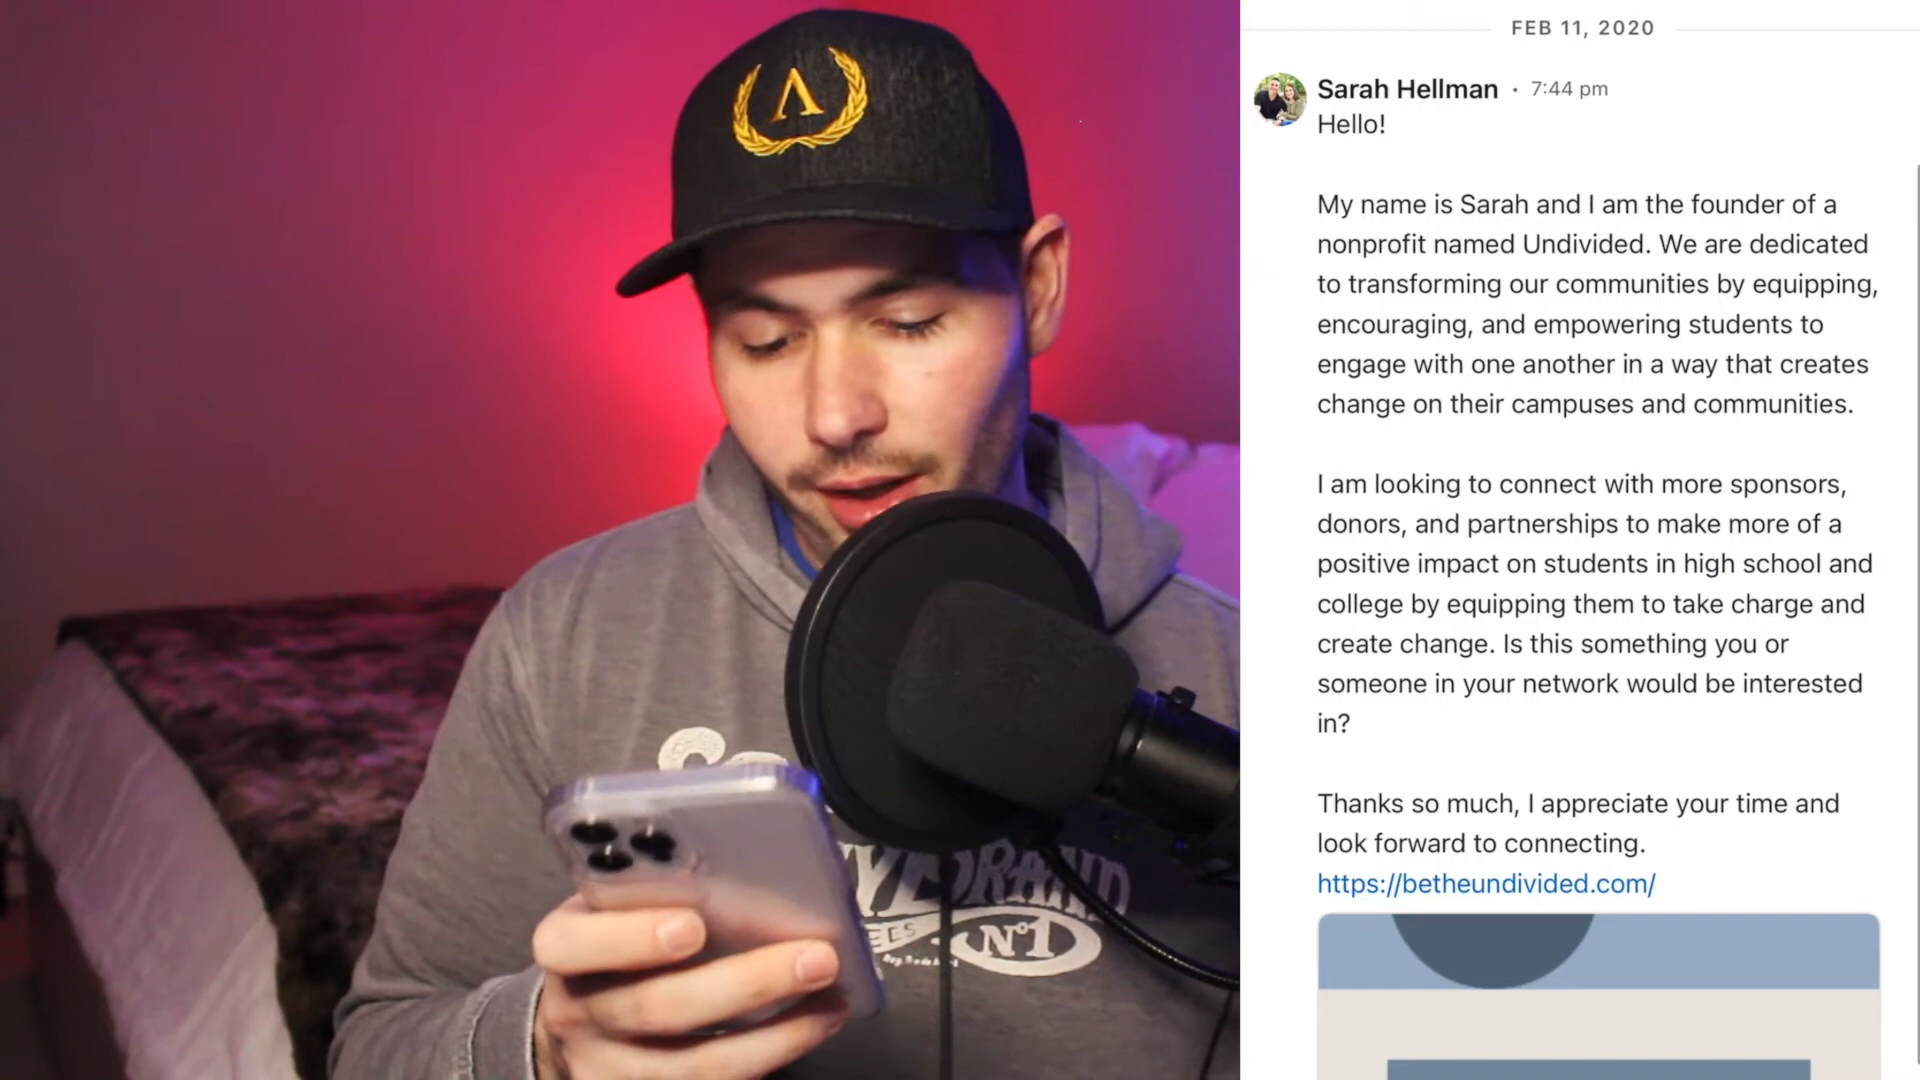 FEB 11, 2020
Sarah Hellman · 7:44 pm
Hello!
My name is Sarah and I am the founder of a
nonprofit named Undivided. We are dedicated
to transforming our communities by equipping,
encouraging, and empowering students to
engage with one another in a way that creates
change on their campuses and communities.
I am looking to connect with more sponsors,
donors, and partnerships to make more of a
positive impact on students in high school and
college by equipping them to take charge and
create change. Is this something you or
someone in your network would be interested
in?
Thanks so much, I appreciate your time and
look forward to connecting.
https://betheundivided.com/
Λ
Nº1